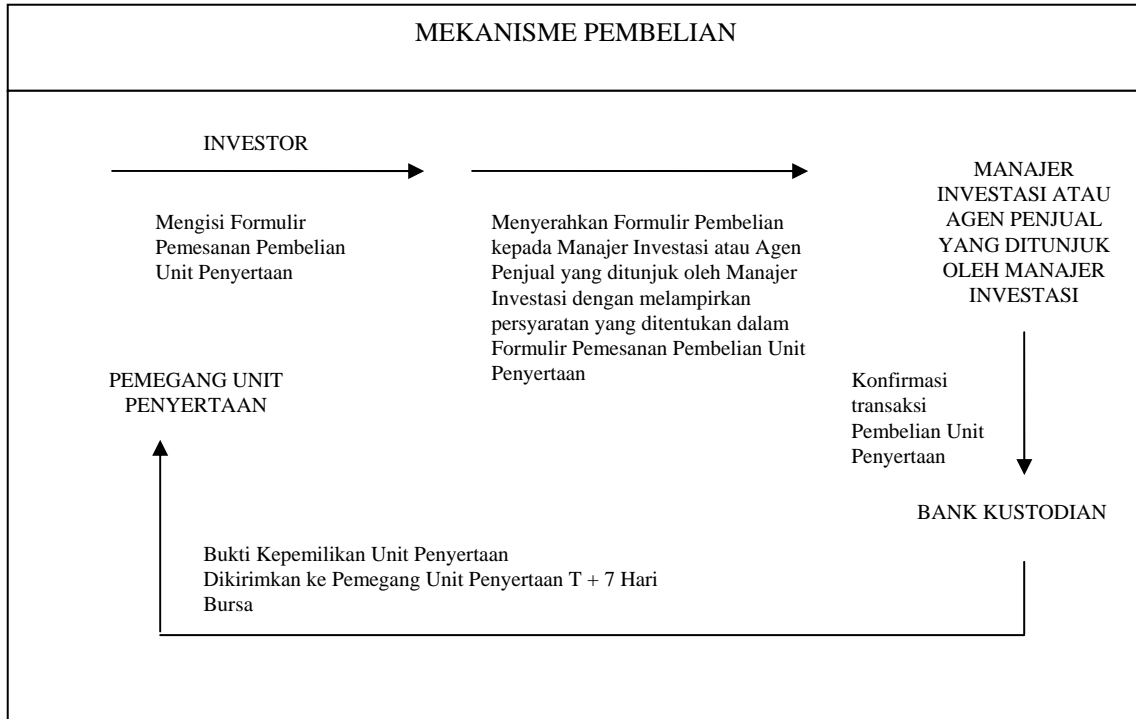 MEKANISME PEMBELIAN
INVESTOR
Mengisi Formulir
Pemesanan Pembelian
Unit Penyertaan
Menyerahkan Formulir Pembelian
kepada Manajer Investasi atau Agen
Penjual yang ditunjuk oleh Manajer
Investasi dengan melampirkan
persyaratan yang ditentukan dalam
Formulir Pemesanan Pembelian Unit
Penyertaan
MANAJER
INVESTASI ATAU
AGEN PENJUAL
YANG DITUNJUK
OLEH MANAJER
INVESTASI
Konfirmasi
transaksi
Pembelian Unit
Penyertaan
BANK KUSTODIAN
Bukti Kepemilikan Unit Penyertaan
Dikirimkan ke Pemegang Unit Penyertaan T + 7 Hari
Bursa
PEMEGANG UNIT
PENYERTAAN